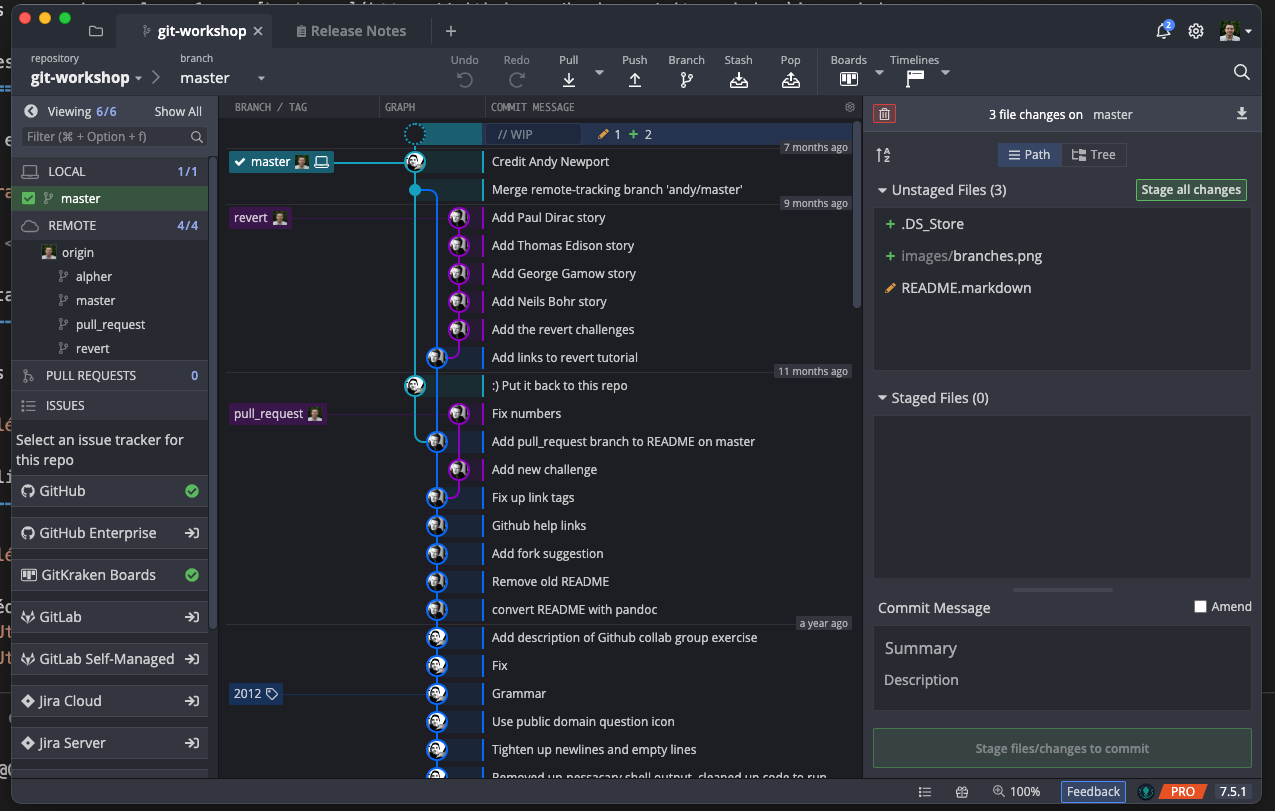 git-workshop
Release Notes
2
repository
git-workshop
branch
master
Undo
Redo
Pull
Push
Branch
Stash
Pop
Boards
Timelines
Viewing 6/6
Show All
Filter (⌘ + Option + f)
LOCAL
1/1
master
REMOTE
4/4
origin
alpher
master
pull_request
revert
PULL REQUESTS
0
ISSUES
Select an issue tracker for
this repo
GitHub
GitHub Enterprise
GitKraken Boards
GitLab
GitLab Self-Managed
Jira Cloud
Jira Server
BRANCH / TAG
GRAPH
COMMIT MESSAGE
// WIP
1 + 2
7 months ago
master
Credit Andy Newport
Merge remote-tracking branch 'andy/master'
9 months ago
revert
Add Paul Dirac story
Add Thomas Edison story
Add George Gamow story
Add Neils Bohr story
Add the revert challenges
Add links to revert tutorial
11 months ago
:) Put it back to this repo
pull_request
Fix numbers
Add pull_request branch to README on master
Add new challenge
Fix up link tags
Github help links
Add fork suggestion
Remove old README
convert README with pandoc
a year ago
Add description of Github collab group exercise
Fix
2012
Grammar
Use public domain question icon
Tighten up newlines and empty lines
Removed up nessacary shell output, cleaned up code to run
3 file changes on master
Path
Tree
Unstaged Files (3)
Stage all changes
+ .DS_Store
+ images/branches.png
README.markdown
Staged Files (0)
Commit Message
Amend
Summary
Description
Stage files/changes to commit
100%
Feedback
PRO
7.5.1